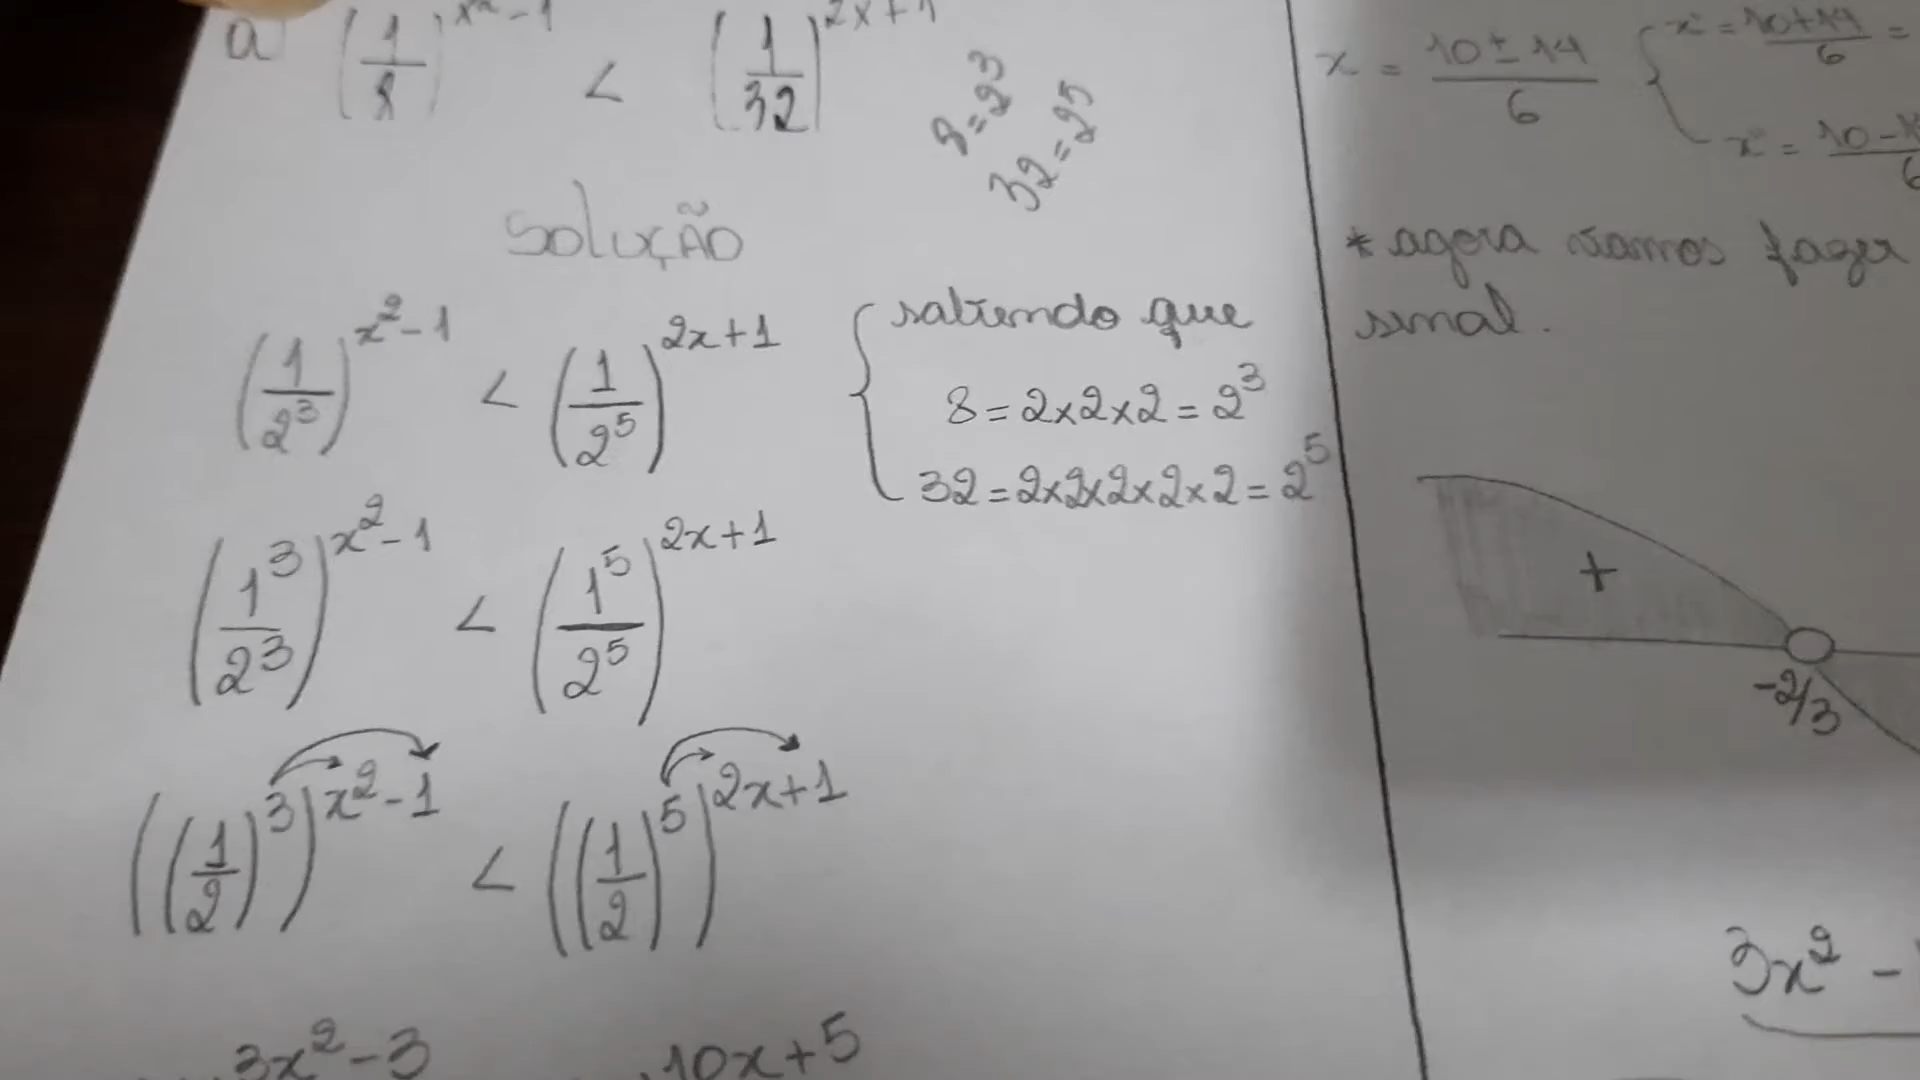 a (1/8)^x²-1 < (1/32)^2x+1
8=23
32=25
SOLUÇÃO
(1/2³)^x²-1 < (1/2⁵)^2x+1
sabendo que
8=2x2x2=2³
32=2x2x2x2x2=2⁵
(1³/2³)^x²-1 < (1⁵/2⁵)^2x+1
((1/2)³)^x²-1 < ((1/2)⁵)^2x+1
3x²-3 10x+5
x = 10±14/6 { x' = 10+14/6 =
x" = 10-
* agora vamos fazer
sinal.
+
-2/3
3x² -